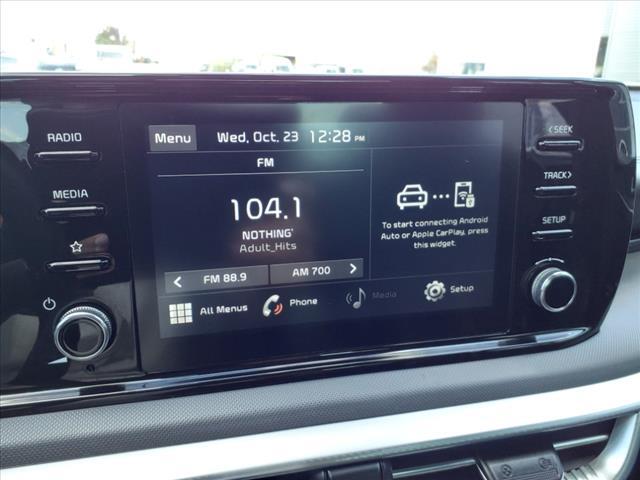 RADIO
MEDIA
Menu
Wed, Oct. 23 12:28 PM
FM
104.1
NOTHING'
Adult_Hits
< FM 88.9
AM 700 >
To start connecting Android
Auto or Apple CarPlay, press
this widget.
All Menus
Phone
Media
Setup
<SEEK
TRACK>
SETUP